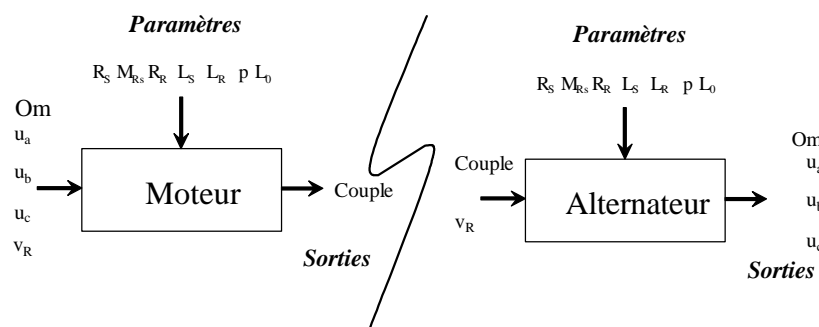 Paramètres
R_S M_Rs R_R L_S L_R p L_0
Om
u_a
u_b
u_c
v_R
Moteur
Couple
Sorties
Paramètres
R_S M_Rs R_R L_S L_R p L_0
Couple
v_R
Alternateur
Om
u_a
u_b
u_c
Sorties